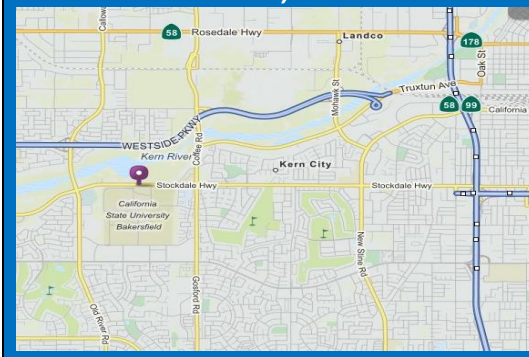 58
Rosedale Hwy
Landco
178
Oak St
Mohawk St
Truxtun Ave
58
99
California
WESTSIDE PKWY
Coffee Rd
Kern River
Kern City
Stockdale Hwy
Stockdale Hwy
California
State University
Bakersfield
New Stine Rd
Gosford Rd
Old River Rd